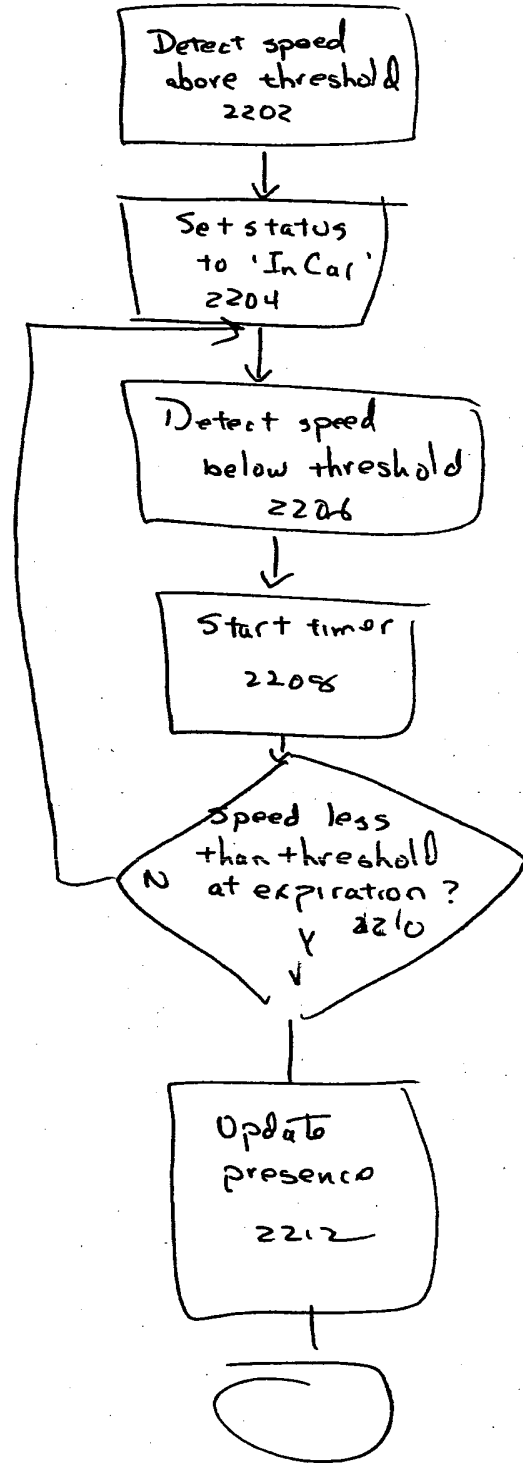 Detect speed
above threshold
2202
Set status
to 'InCar'
2204
Detect speed
below threshold
2206
Start timer
2208
Speed less
than threshold
at expiration?
2210
N
Y
Update
presence
2212